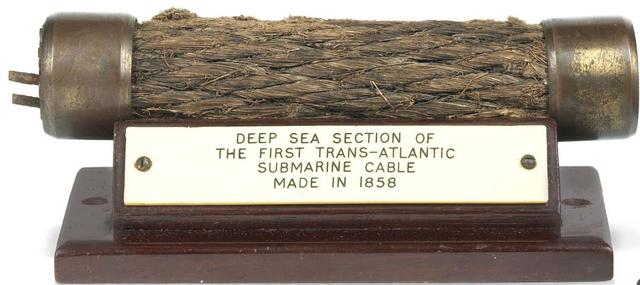 DEEP SEA SECTION OF
THE FIRST TRANS-ATLANTIC
SUBMARINE CABLE
MADE IN 1858